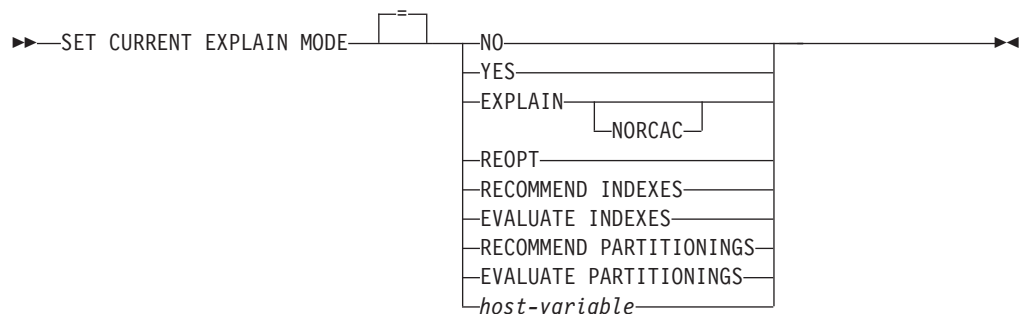 =
SET CURRENT EXPLAIN MODE NO
YES
EXPLAIN
NORCAC
REOPT
RECOMMEND INDEXES
EVALUATE INDEXES
RECOMMEND PARTITIONINGS
EVALUATE PARTITIONINGS
host-variable